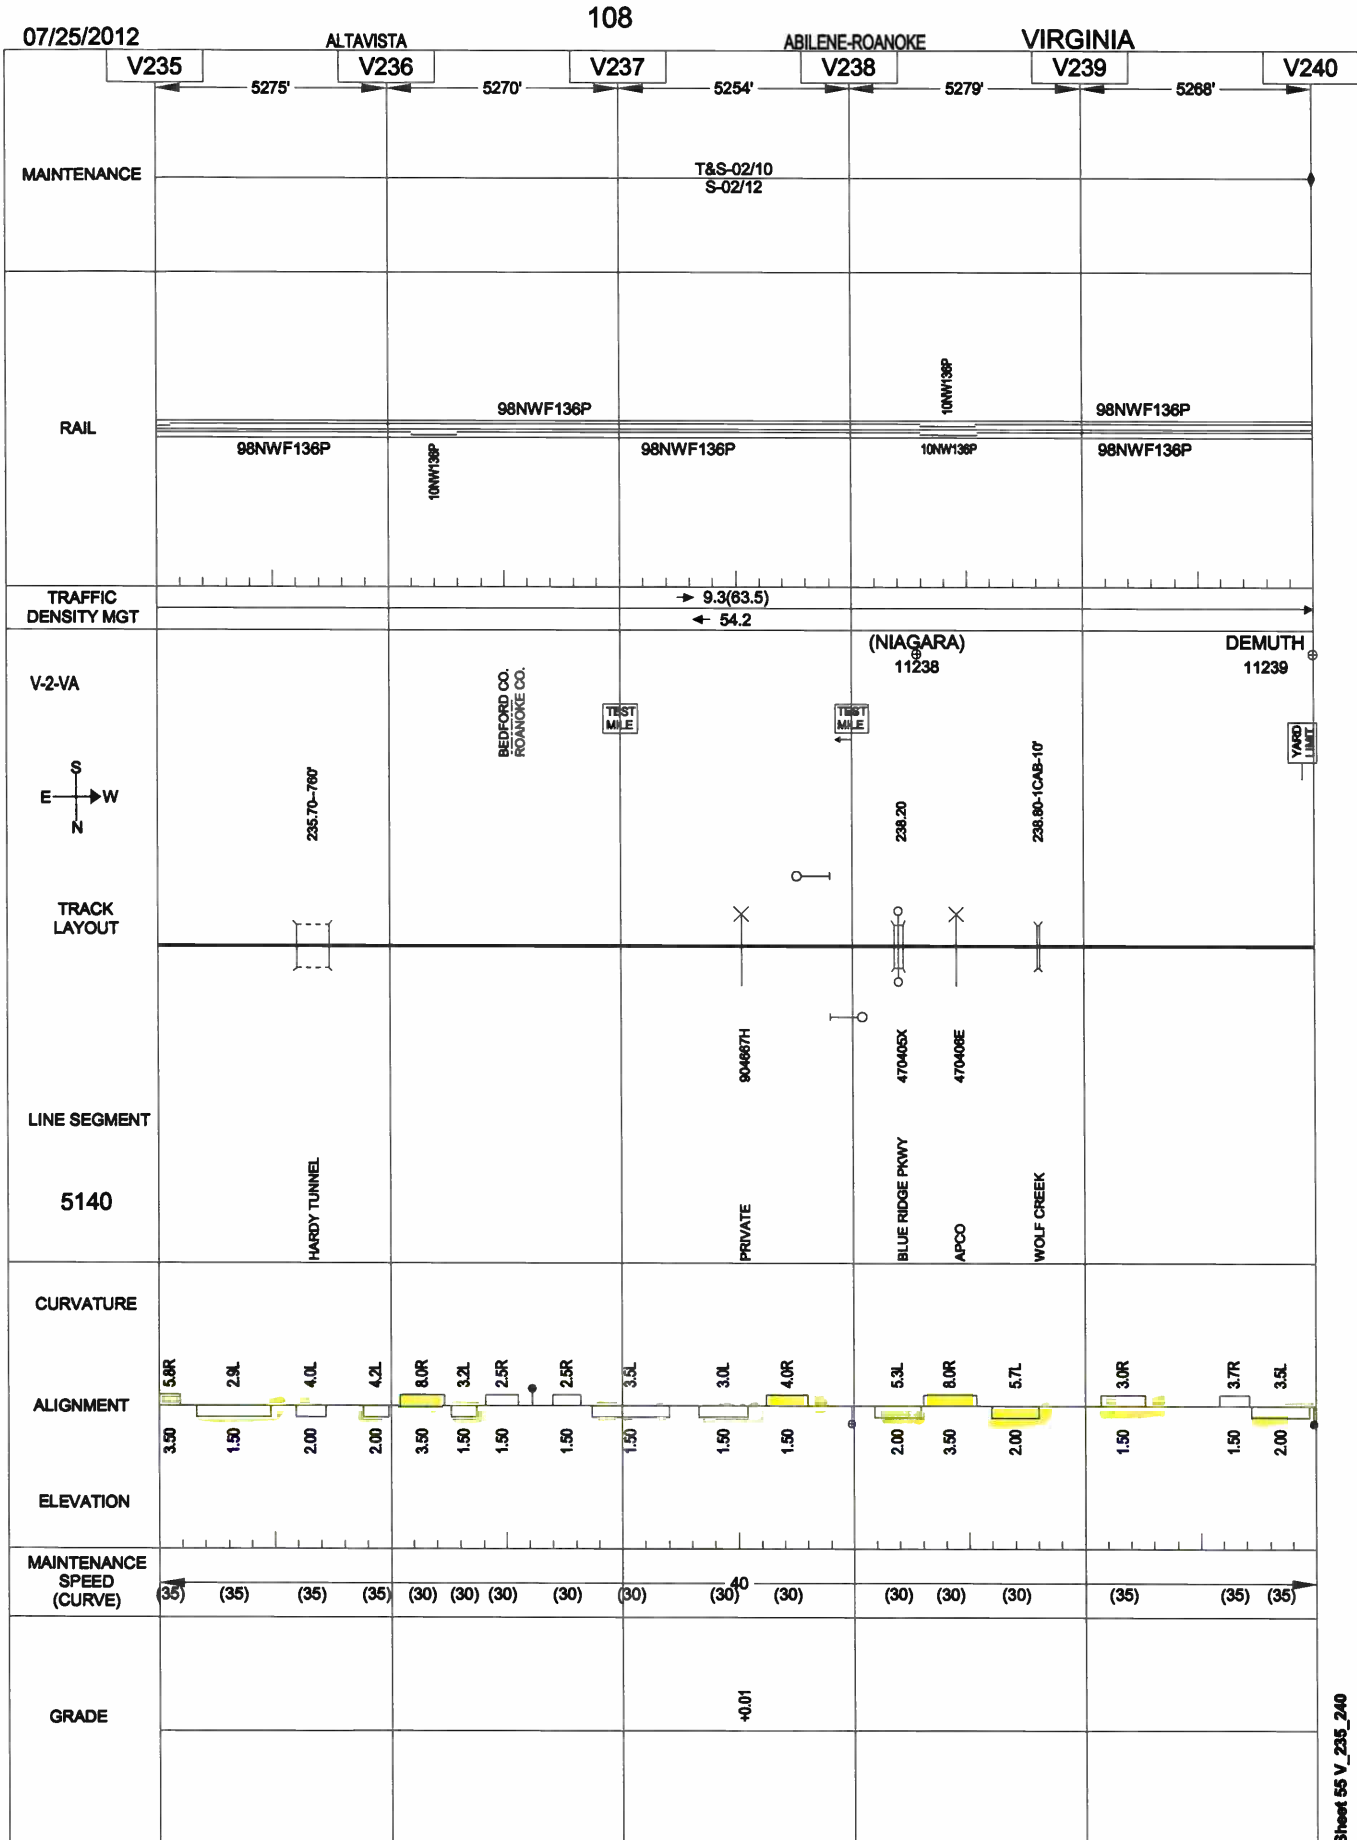 108
07/25/2012 ALTAVISTA ABILENE-ROANOKE VIRGINIA
V235 V236 V237 V238 V239 V240
5275' 5270' 5254' 5279' 5268'
MAINTENANCE
T&S-02/10
S-02/12
RAIL
10NW136P
98NWF136P 98NWF136P
98NWF136P 98NWF136P 10NW136P 98NWF136P
10NW136P
TRAFFIC
DENSITY MGT
9.3(63.5)
54.2
(NIAGARA) DEMUTH
11238 11239
V-2-VA
BEDFORD CO.
ROANOKE CO.
TEST
MILE
TEST
MILE
YARD
LIMIT
S
E W
N
235.70--760' 238.20 238.80-1CAB-10'
TRACK
LAYOUT
904667H 470405X 470406E
LINE SEGMENT
5140
HARDY TUNNEL PRIVATE BLUE RIDGE PKWY APCO WOLF CREEK
CURVATURE
5.8R 2.9L 4.0L 4.2L 8.0R 3.2L 2.5R 2.5R 3.5L 3.0L 4.0R 5.3L 8.0R 5.7L 3.0R 3.7R 3.5L
ALIGNMENT
3.50 1.50 2.00 2.00 3.50 1.50 1.50 1.50 1.50 1.50 1.50 2.00 3.50 2.00 1.50 1.50 2.00
ELEVATION
MAINTENANCE
SPEED
(CURVE)
40
(35) (35) (35) (35) (30) (30) (30) (30) (30) (30) (30) (30) (30) (30) (35) (35) (35)
GRADE
+0.01
Sheet 55 V_235_240